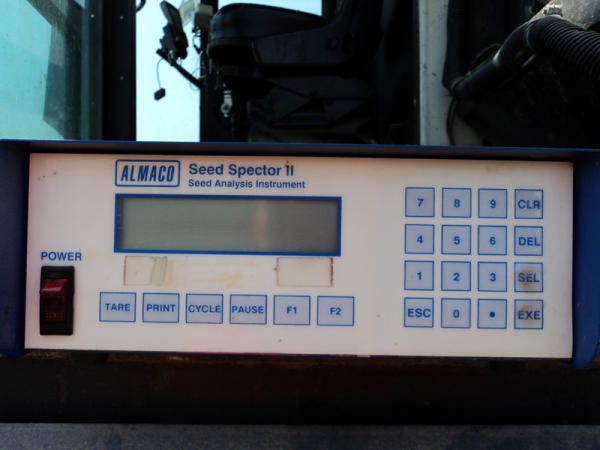 ALMACO Seed Spector II
Seed Analysis Instrument
POWER
TARE PRINT CYCLE PAUSE F1 F2
7 8 9 CLR
4 5 6 DEL
1 2 3 SEL
ESC 0 • EXE